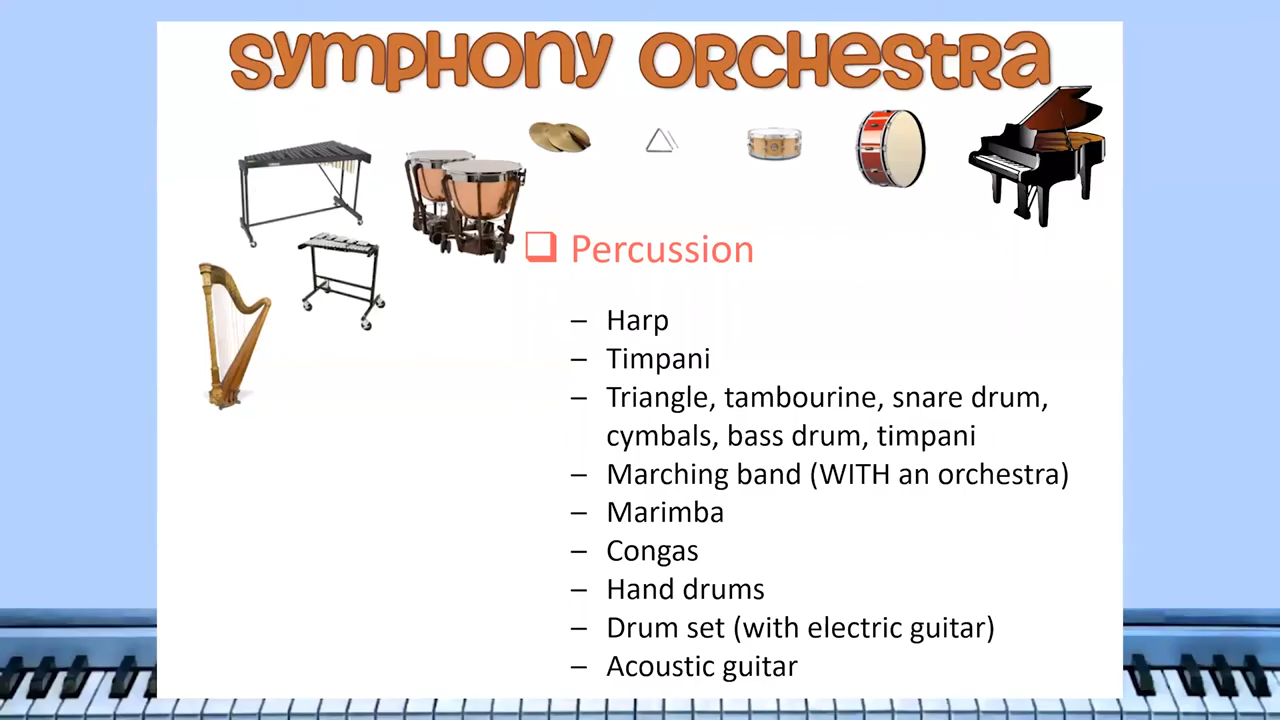 SYMPHONY ORCHESTRA
Percussion
– Harp
– Timpani
– Triangle, tambourine, snare drum,
cymbals, bass drum, timpani
– Marching band (WITH an orchestra)
– Marimba
– Congas
– Hand drums
– Drum set (with electric guitar)
– Acoustic guitar